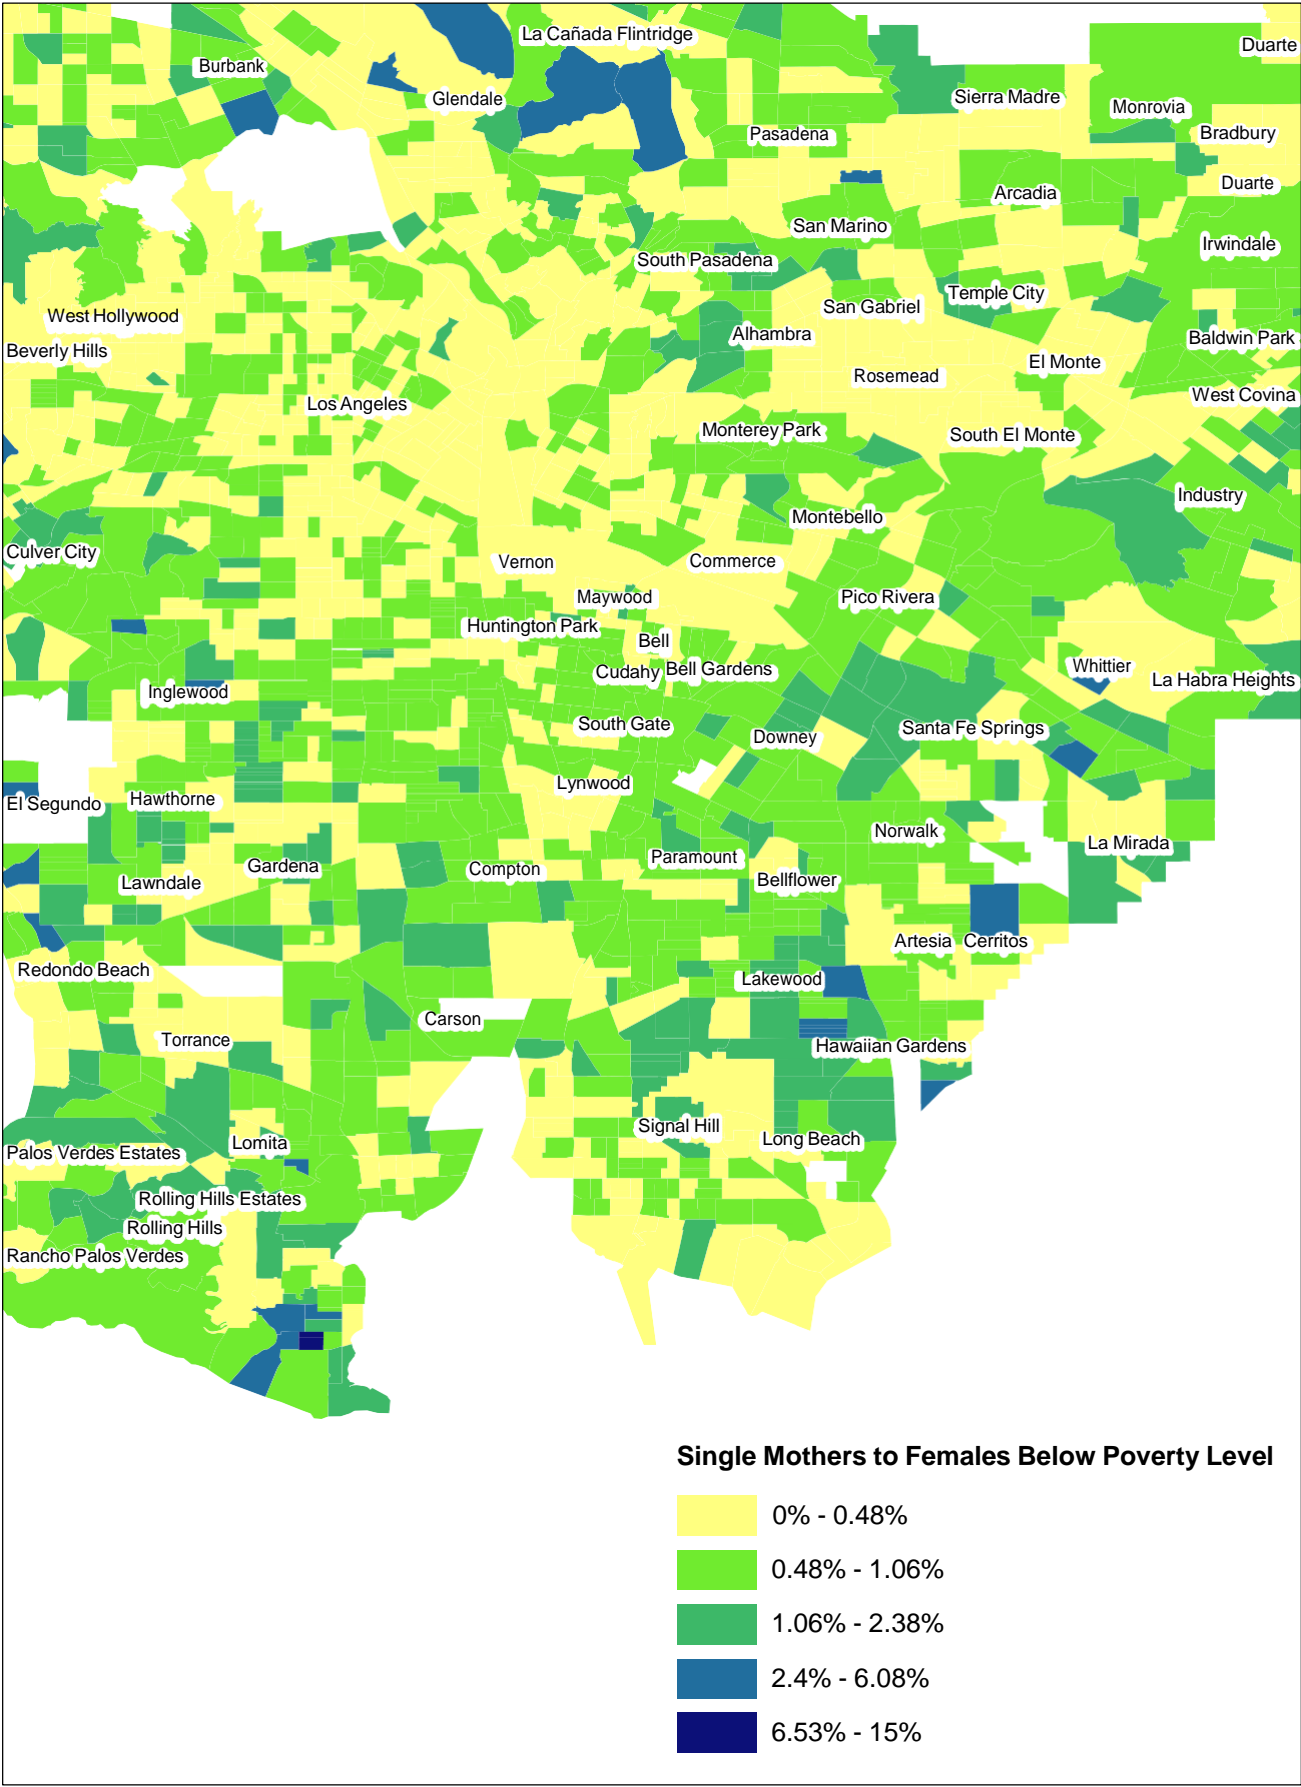 La Cañada Flintridge
Duarte
Burbank
Glendale
Sierra Madre
Monrovia
Pasadena
Bradbury
Duarte
Arcadia
San Marino
Irwindale
South Pasadena
Temple City
San Gabriel
West Hollywood
Alhambra
Baldwin Park
Beverly Hills
El Monte
Rosemead
West Covina
Los Angeles
Monterey Park
South El Monte
Industry
Montebello
Culver City
Vernon
Commerce
Maywood
Pico Rivera
Huntington Park
Bell
Whittier
Cudahy
Bell Gardens
La Habra Heights
Inglewood
South Gate
Santa Fe Springs
Downey
Lynwood
El Segundo
Hawthorne
Norwalk
La Mirada
Paramount
Gardena
Compton
Lawndale
Bellflower
Artesia
Cerritos
Redondo Beach
Lakewood
Carson
Torrance
Hawaiian Gardens
Signal Hill
Long Beach
Lomita
Palos Verdes Estates
Rolling Hills Estates
Rolling Hills
Rancho Palos Verdes
Single Mothers to Females Below Poverty Level
0% - 0.48%
0.48% - 1.06%
1.06% - 2.38%
2.4% - 6.08%
6.53% - 15%